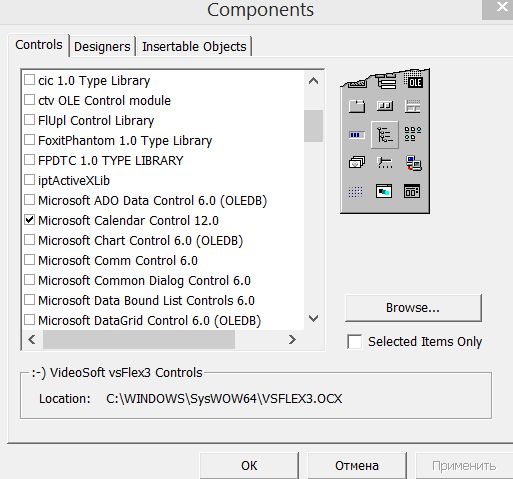 Components
Controls
Designers
Insertable Objects
cic 1.0 Type Library
ctv OLE Control module
FlUpl Control Library
FoxitPhantom 1.0 Type Library
FPDTC 1.0 TYPE LIBRARY
iptActiveXLib
Microsoft ADO Data Control 6.0 (OLEDB)
Microsoft Calendar Control 12.0
Microsoft Chart Control 6.0 (OLEDB)
Microsoft Comm Control 6.0
Microsoft Common Dialog Control 6.0
Microsoft Data Bound List Controls 6.0
Microsoft DataGrid Control 6.0 (OLEDB)
OLE
Browse...
Selected Items Only
:-) VideoSoft vsFlex3 Controls
Location: C:\WINDOWS\SysWOW64\VSFLEX3.OCX
OK
Отмена
Применить